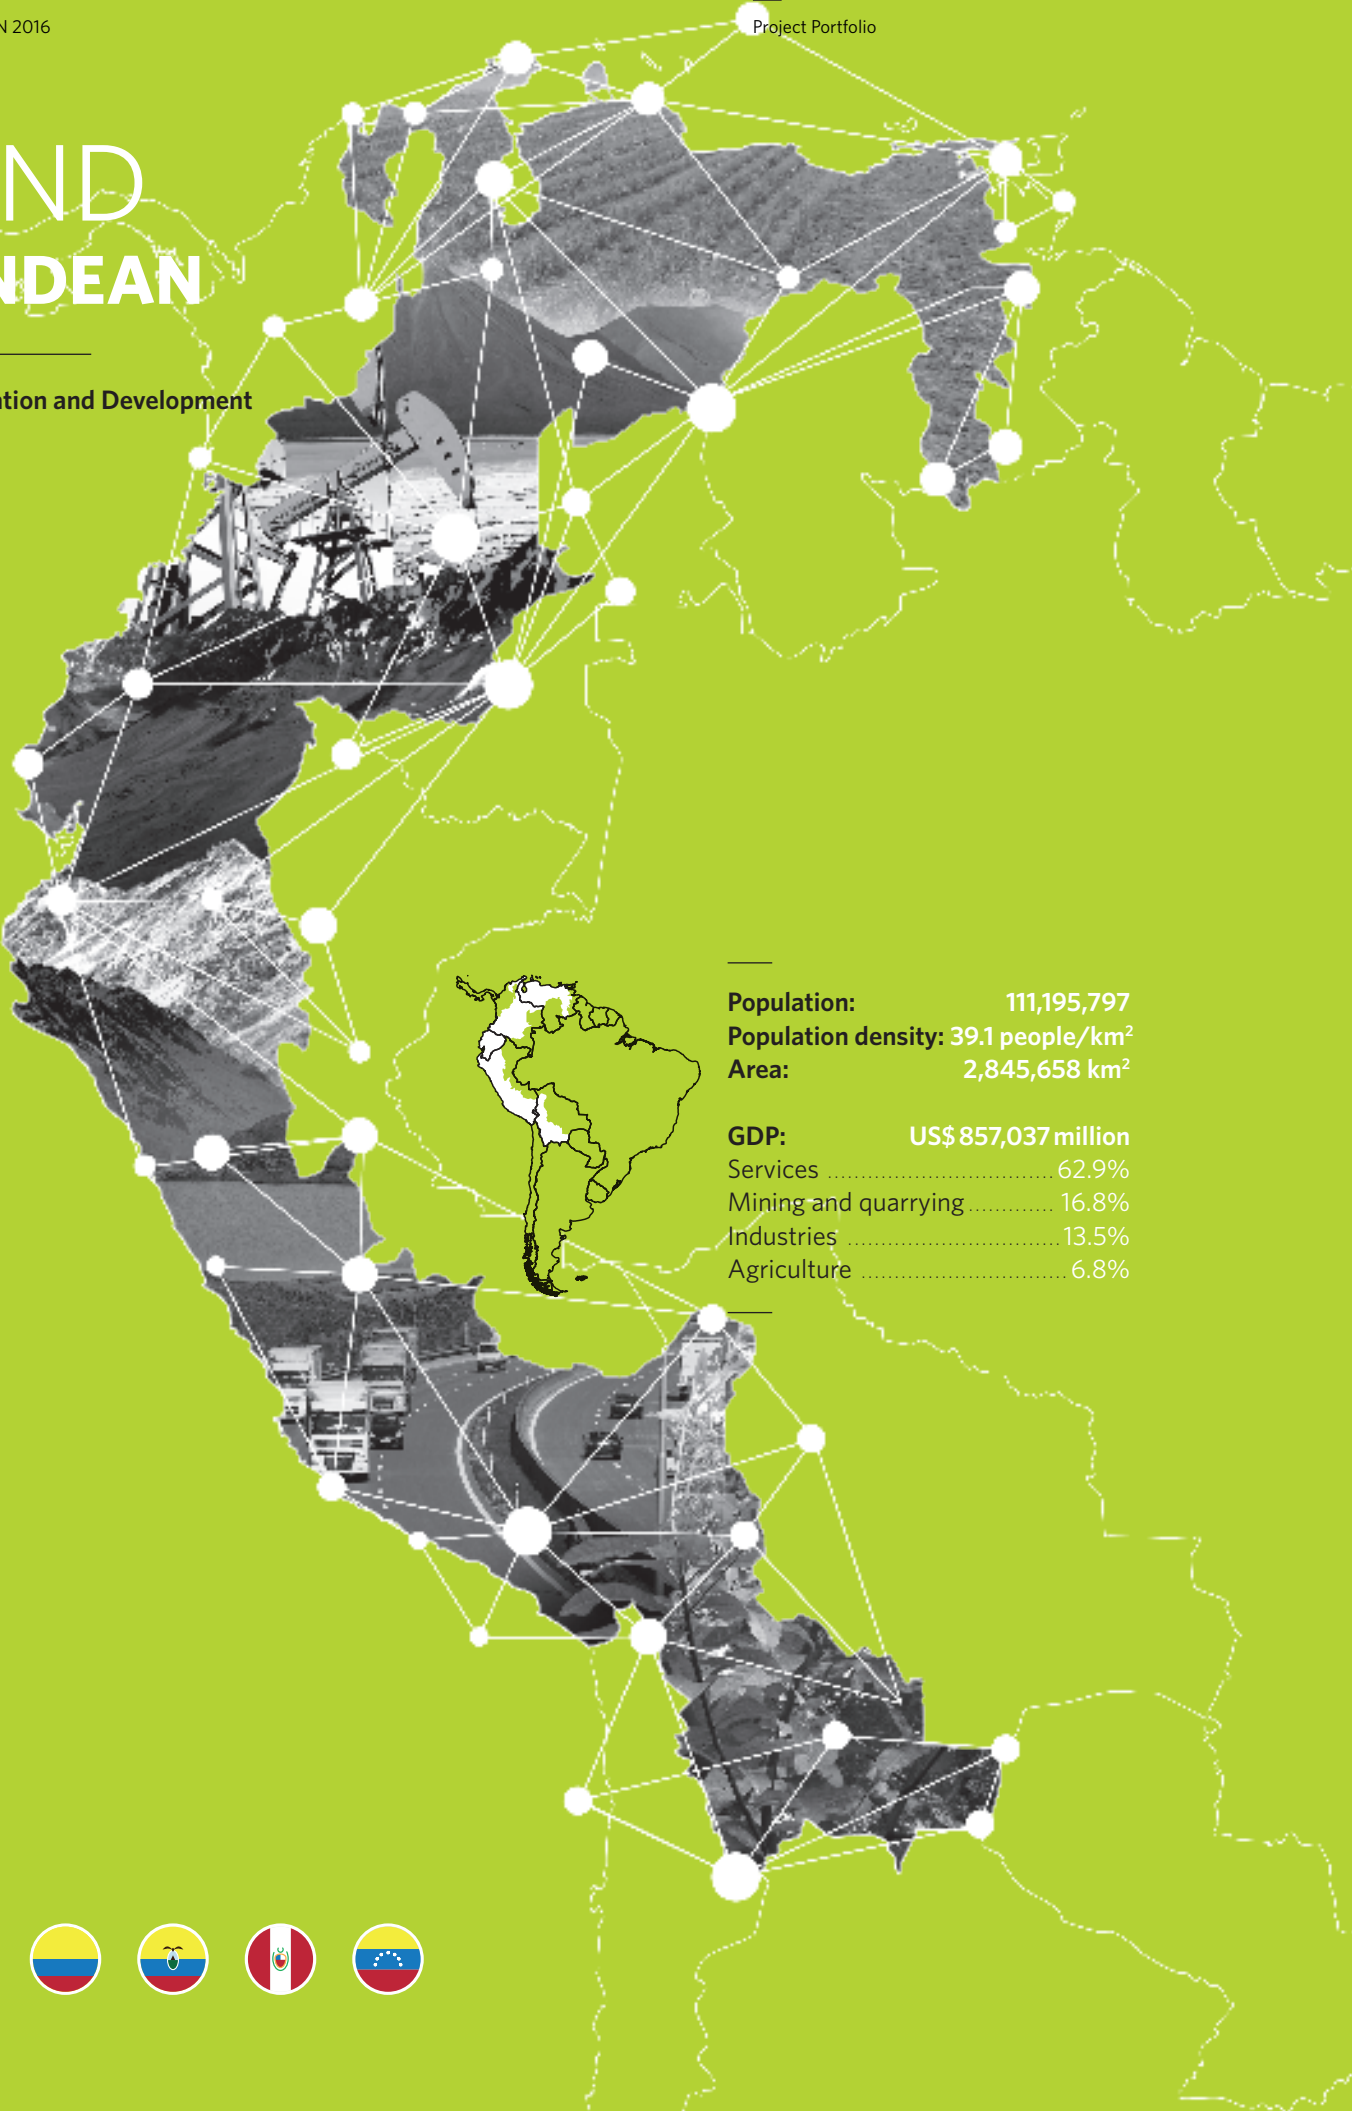 N 2016
Project Portfolio
ND
NDEAN
ation and Development
Population: 111,195,797
Population density: 39.1 people/km²
Area: 2,845,658 km²
GDP: US$ 857,037 million
Services 62.9%
Mining and quarrying 16.8%
Industries 13.5%
Agriculture 6.8%